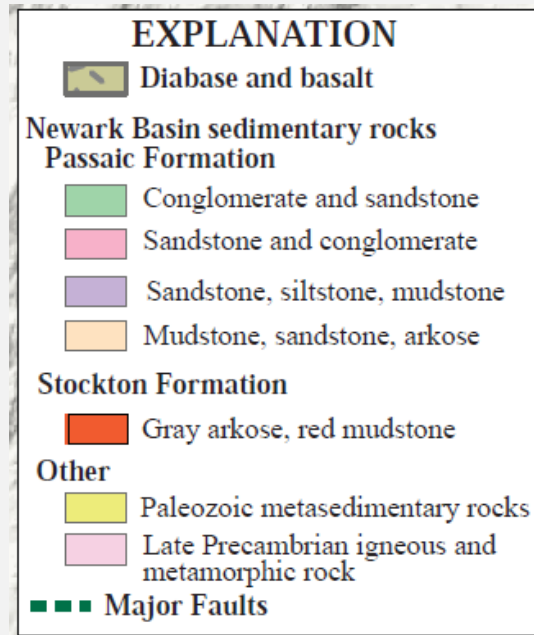 EXPLANATION
Diabase and basalt
Newark Basin sedimentary rocks
Passaic Formation
Conglomerate and sandstone
Sandstone and conglomerate
Sandstone, siltstone, mudstone
Mudstone, sandstone, arkose
Stockton Formation
Gray arkose, red mudstone
Other
Paleozoic metasedimentary rocks
Late Precambrian igneous and
metamorphic rock
Major Faults